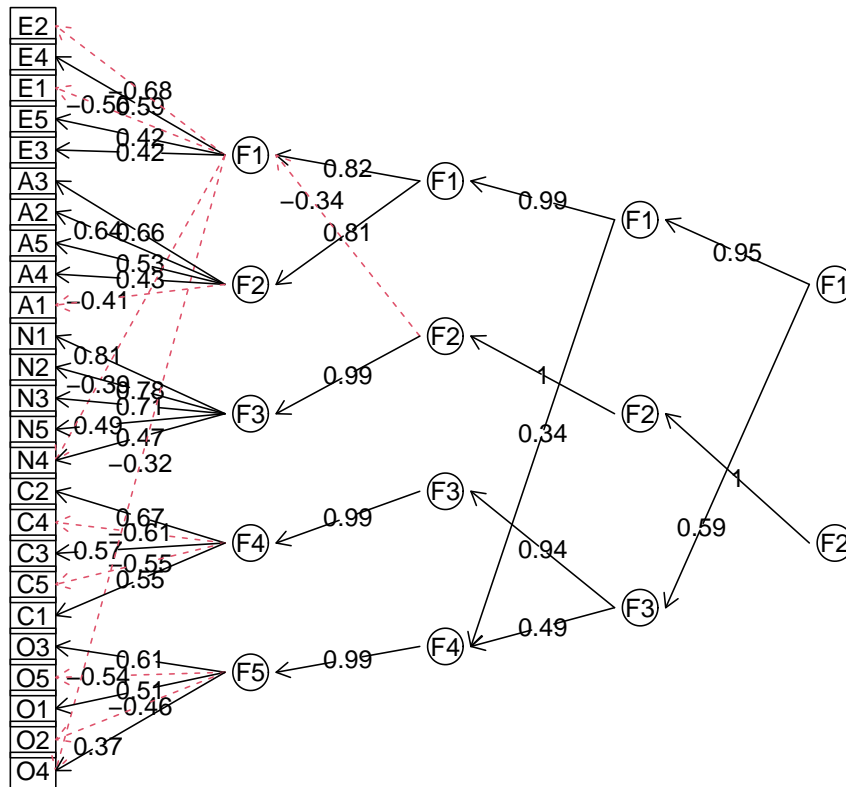 E2
E4
E1
E5
E3
A3
A2
A5
A4
A1
N1
N2
N3
N5
N4
C2
C4
C3
C5
C1
O3
O5
O1
O2
O4
−0.68
0.59
−0.56
0.42
0.42
0.66
0.64
0.53
0.43
−0.41
0.81
−0.39
0.78
0.71
0.49
0.47
−0.32
0.67
−0.61
0.57
−0.55
0.55
0.61
−0.54
0.51
−0.46
0.37
F1
F2
F3
F4
F5
0.82
−0.34
0.81
0.99
0.99
0.99
F1
F2
F3
F4
0.99
1
0.34
0.94
0.49
F1
F2
F3
0.95
1
0.59
F1
F2